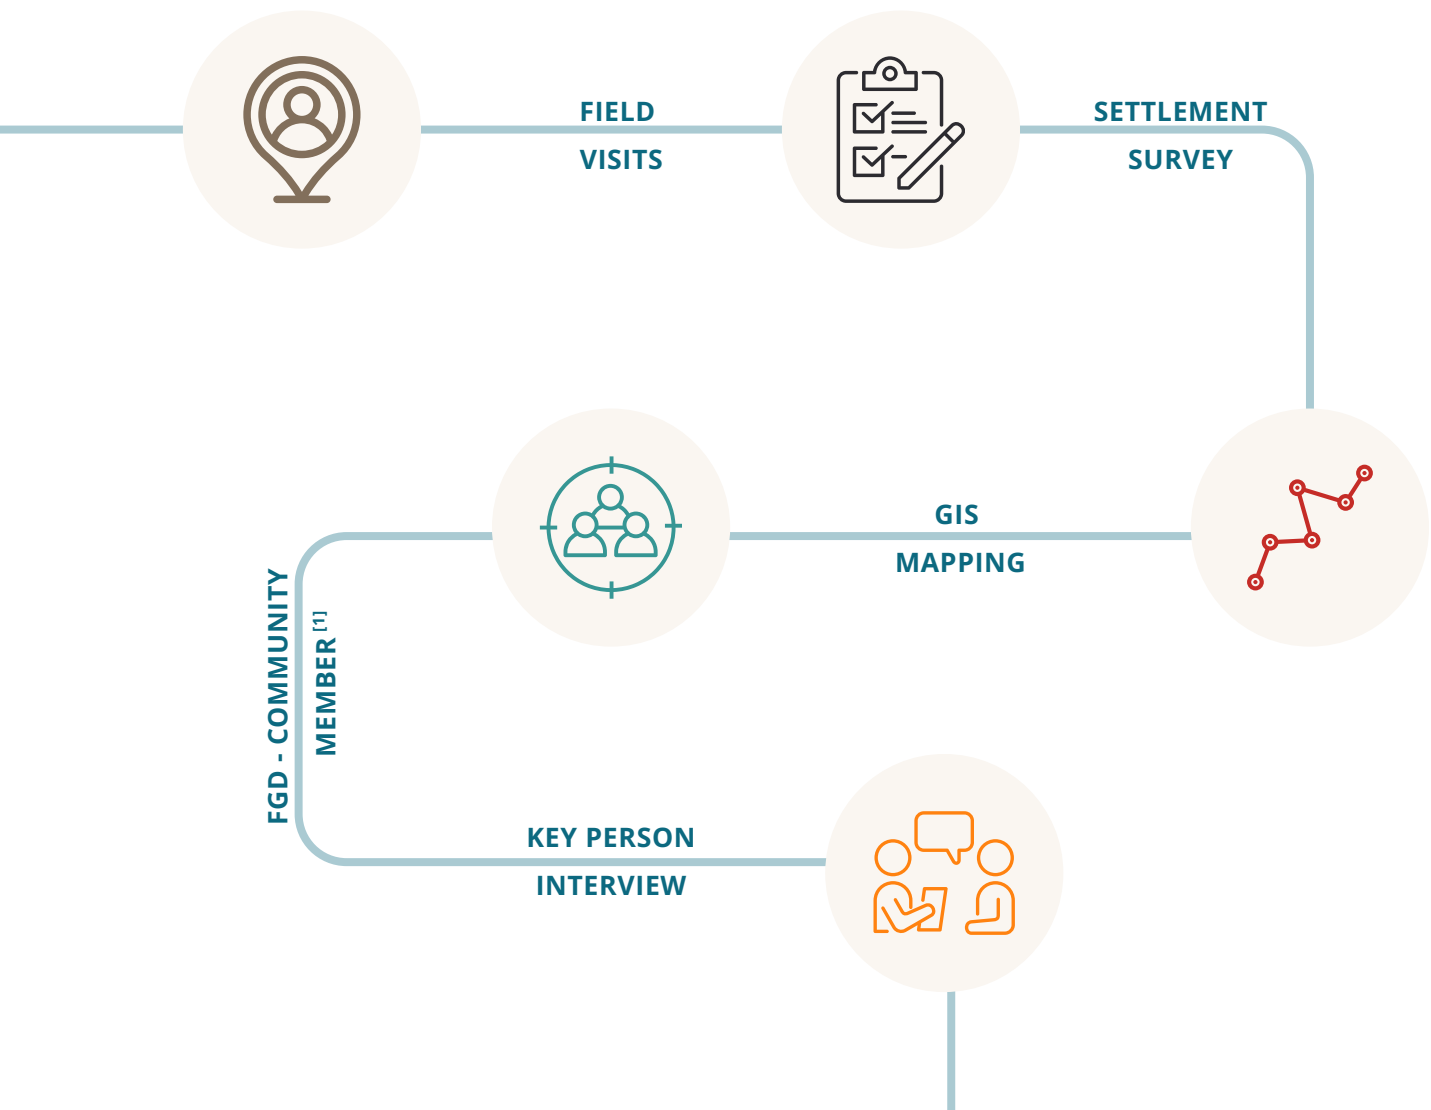 FIELD
VISITS
SETTLEMENT
SURVEY
GIS
MAPPING
FGD - COMMUNITY
MEMBER [1]
KEY PERSON
INTERVIEW